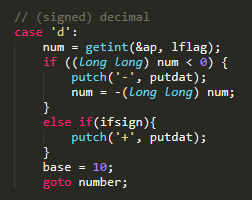 // (signed) decimal
case 'd':
    num = getint(&ap, lflag);
    if ((long long) num < 0) {
        putch('-', putdat);
        num = -(long long) num;
    }
    else if(ifsign){
        putch('+', putdat);
    }
    base = 10;
    goto number;